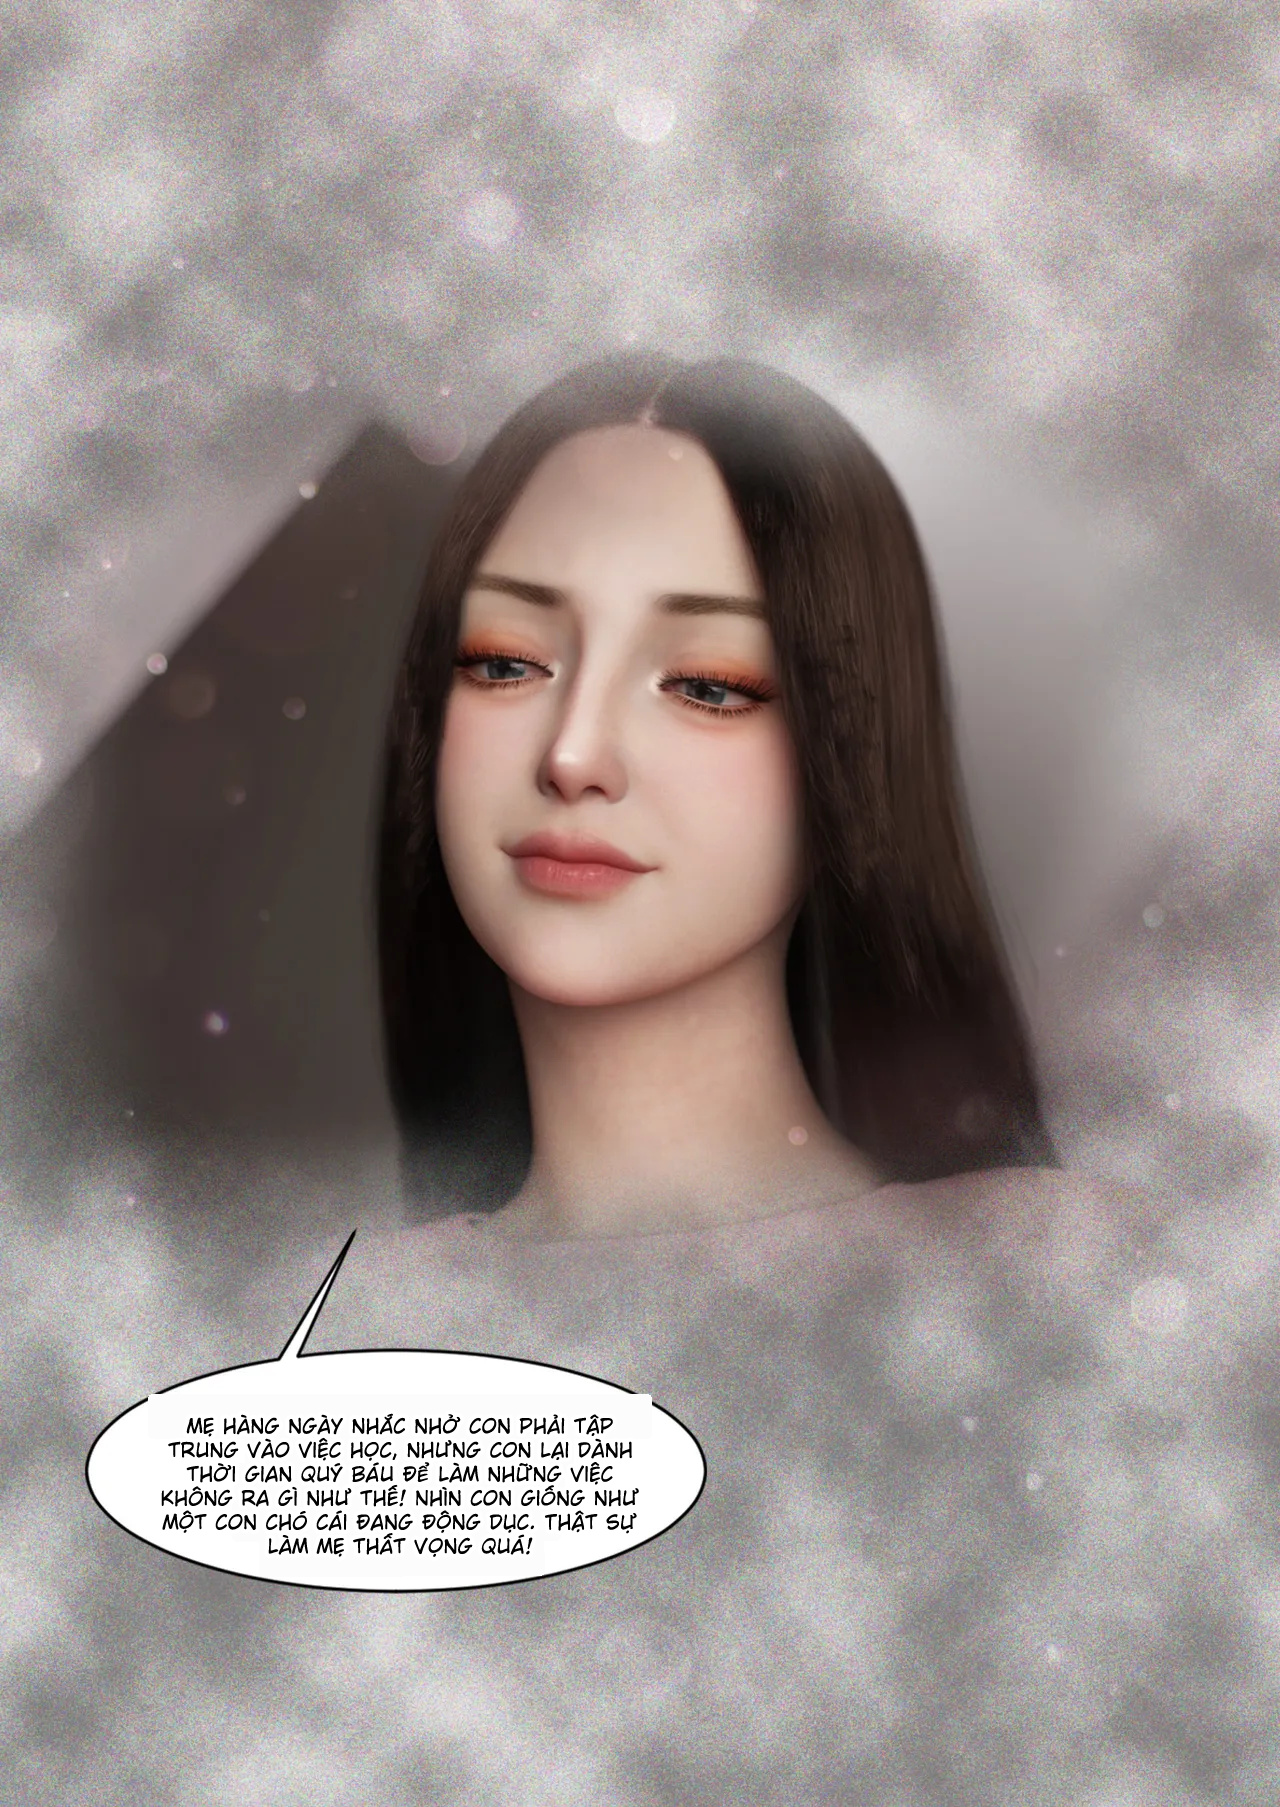 MẸ HÀNG NGÀY NHẮC NHỞ CON PHẢI TẬP
TRUNG VÀO VIỆC HỌC, NHƯNG CON LẠI DÀNH
THỜI GIAN QUÝ BÁU ĐỂ LÀM NHỮNG VIỆC
KHÔNG RA GÌ NHƯ THẾ! NHÌN CON GIỐNG NHƯ
MỘT CON CHÓ CÁI ĐANG ĐỘNG DỤC. THẬT SỰ
LÀM MẸ THẤT VỌNG QUÁ!